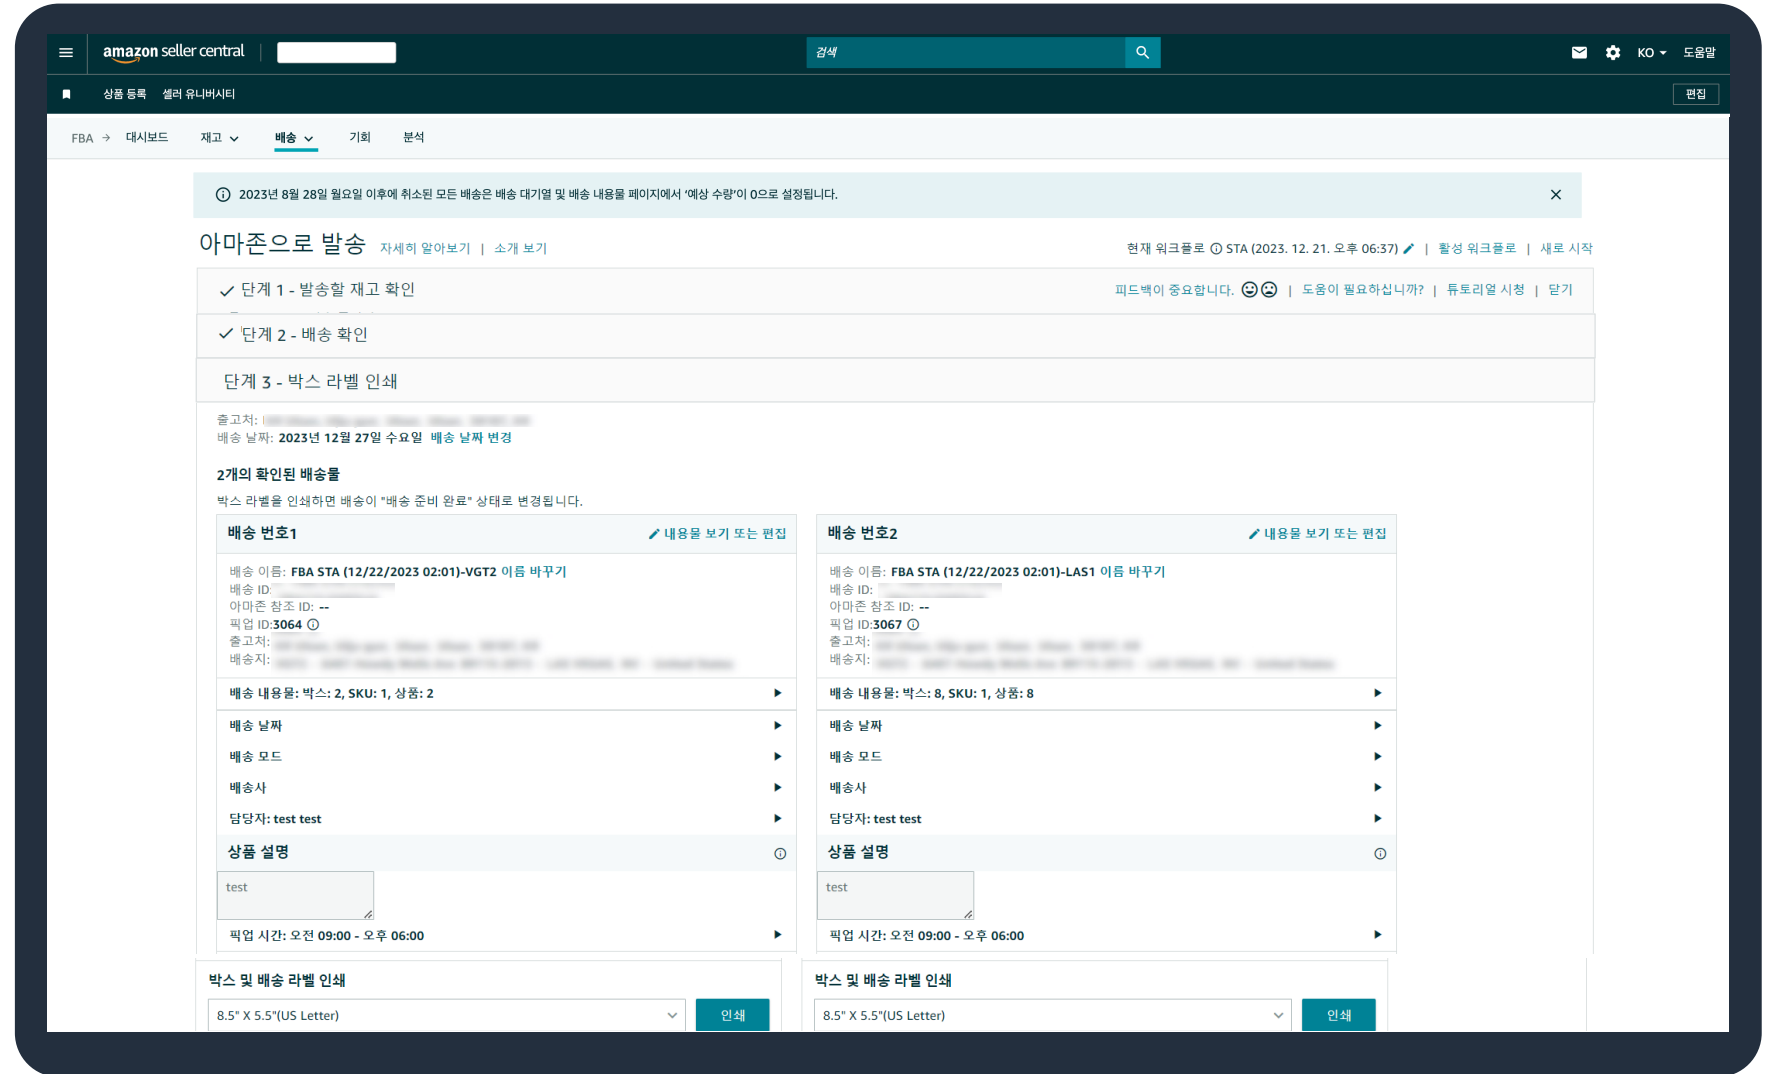 amazon seller central
검색
KO
도움말
상품 등록 셀러 유니버시티
편집
FBA → 대시보드 재고 배송 기회 분석
2023년 8월 28일 월요일 이후에 취소된 모든 배송은 배송 대기열 및 배송 내용물 페이지에서 '예상 수량'이 0으로 설정됩니다.
아마존으로 발송 자세히 알아보기 | 소개 보기
현재 워크플로 STA (2023. 12. 21. 오후 06:37) | 활성 워크플로 | 새로 시작
단계 1 - 발송할 재고 확인
피드백이 중요합니다. | 도움이 필요하십니까? | 튜토리얼 시청 | 닫기
단계 2 - 배송 확인
단계 3 - 박스 라벨 인쇄
출고처:
배송 날짜: 2023년 12월 27일 수요일 배송 날짜 변경
2개의 확인된 배송물
박스 라벨을 인쇄하면 배송이 "배송 준비 완료" 상태로 변경됩니다.
배송 번호1 내용물 보기 또는 편집
배송 이름: FBA STA (12/22/2023 02:01)-VGT2 이름 바꾸기
배송 ID:
아마존 참조 ID: --
픽업 ID:3064
출고처:
배송지:
배송 내용물: 박스: 2, SKU: 1, 상품: 2
배송 날짜
배송 모드
배송사
담당자: test test
상품 설명
test
픽업 시간: 오전 09:00 - 오후 06:00
박스 및 배송 라벨 인쇄
8.5" X 5.5"(US Letter) 인쇄
배송 번호2 내용물 보기 또는 편집
배송 이름: FBA STA (12/22/2023 02:01)-LAS1 이름 바꾸기
배송 ID:
아마존 참조 ID: --
픽업 ID:3067
출고처:
배송지:
배송 내용물: 박스: 8, SKU: 1, 상품: 8
배송 날짜
배송 모드
배송사
담당자: test test
상품 설명
test
픽업 시간: 오전 09:00 - 오후 06:00
박스 및 배송 라벨 인쇄
8.5" X 5.5"(US Letter) 인쇄